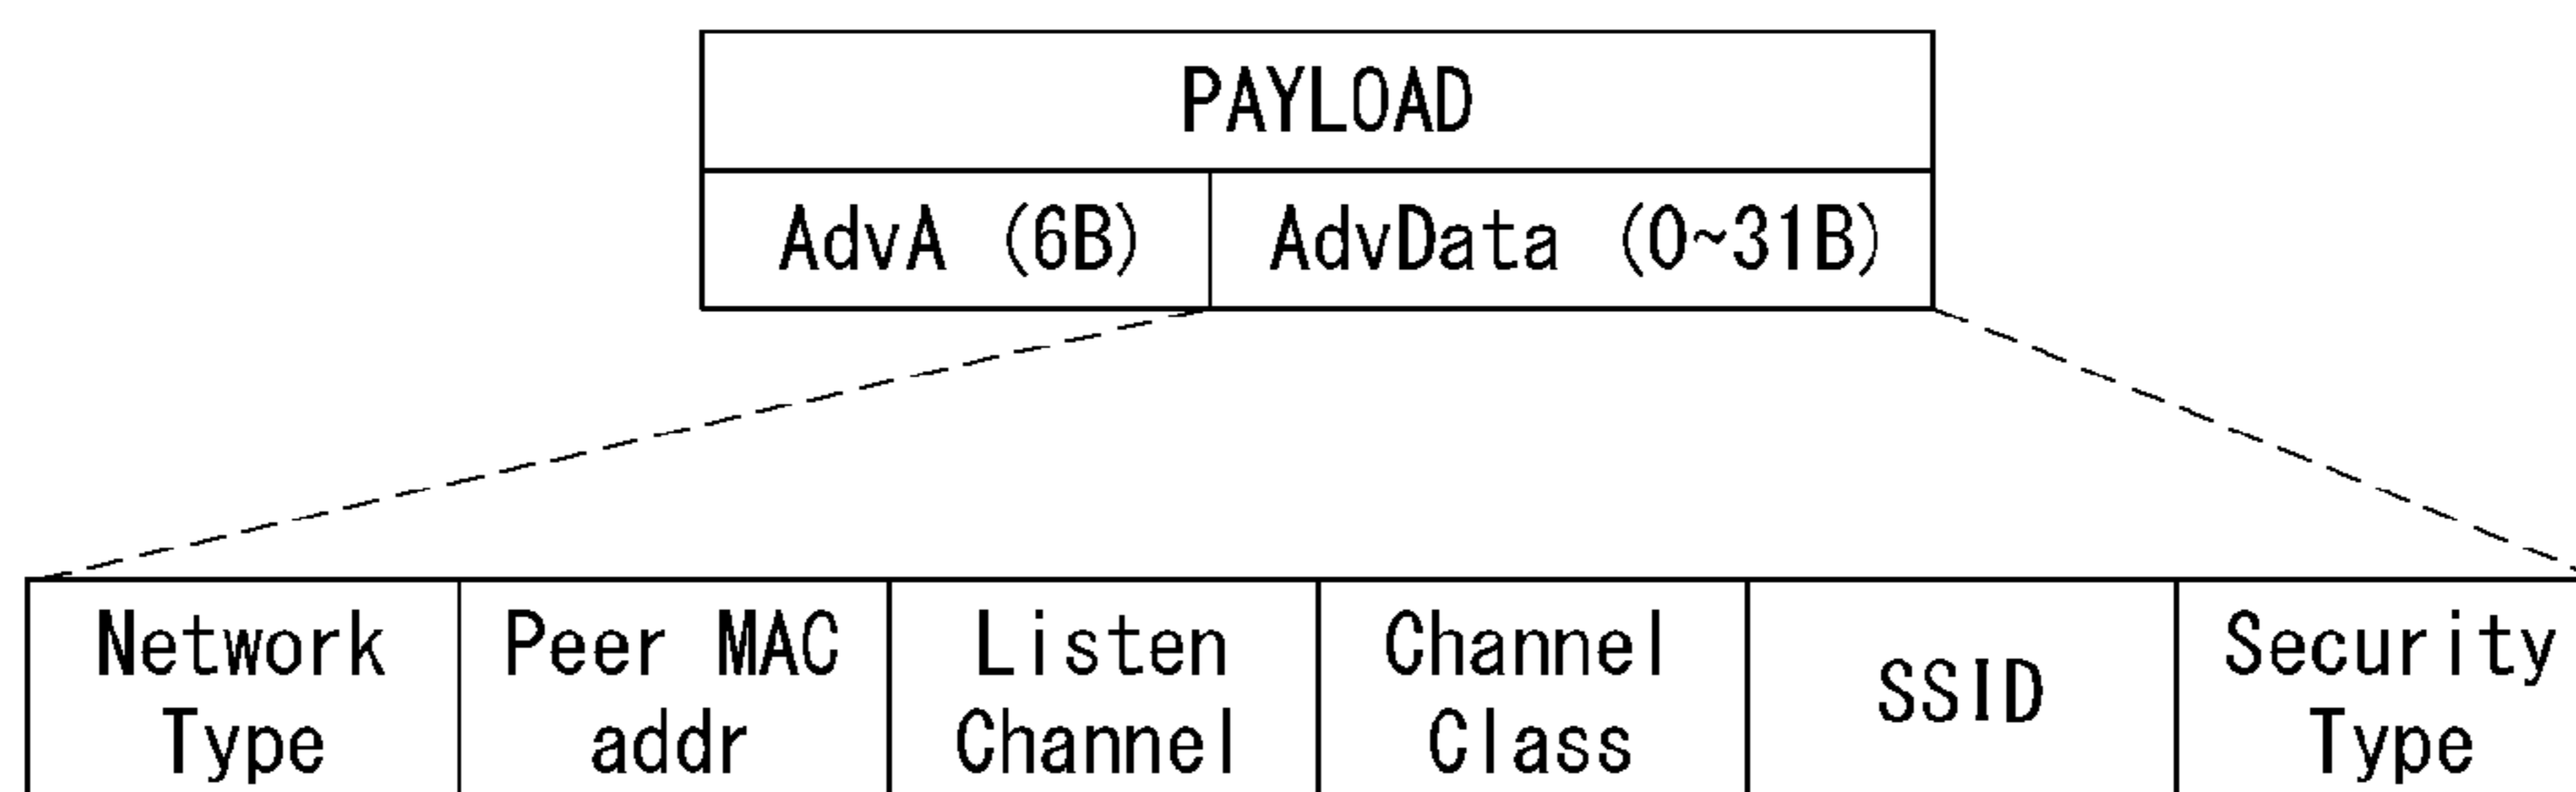 PAYLOAD
AdvA (6B) AdvData (0~31B)
Network Peer MAC Listen Channel SSID Security
Type addr Channel Class Type